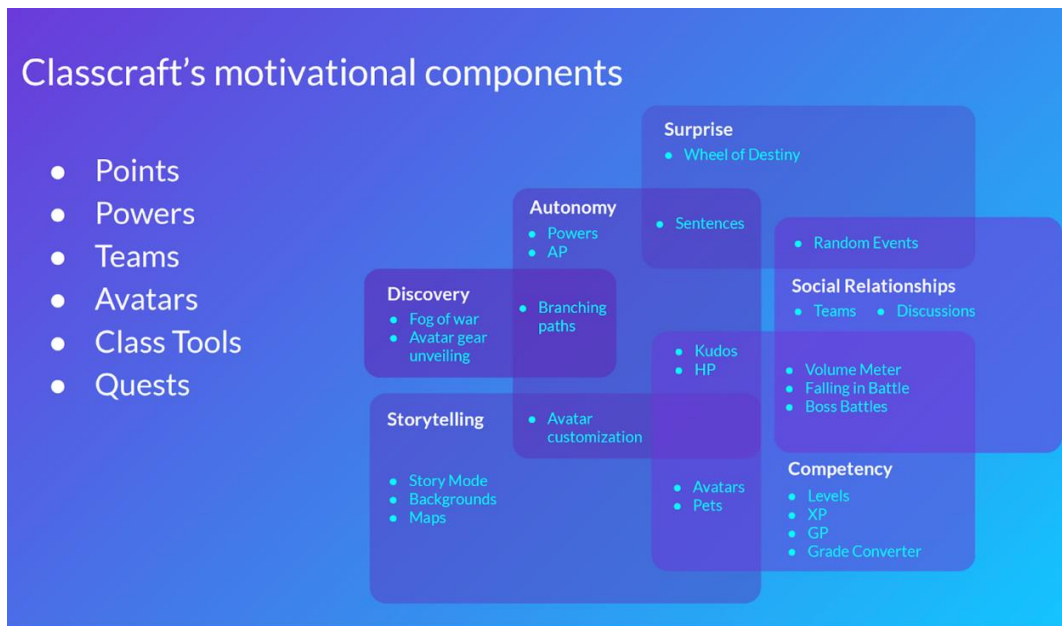 Classcraft's motivational components
● Points
● Powers
● Teams
● Avatars
● Class Tools
● Quests
Surprise
● Wheel of Destiny
● Sentences
● Random Events
Autonomy
● Powers
● AP
Discovery
● Fog of war
● Avatar gear
unveiling
● Branching
paths
Social Relationships
● Teams ● Discussions
● Kudos
● HP
● Volume Meter
● Falling in Battle
● Boss Battles
Storytelling
● Avatar
customization
● Story Mode
● Backgrounds
● Maps
● Avatars
● Pets
Competency
● Levels
● XP
● GP
● Grade Converter